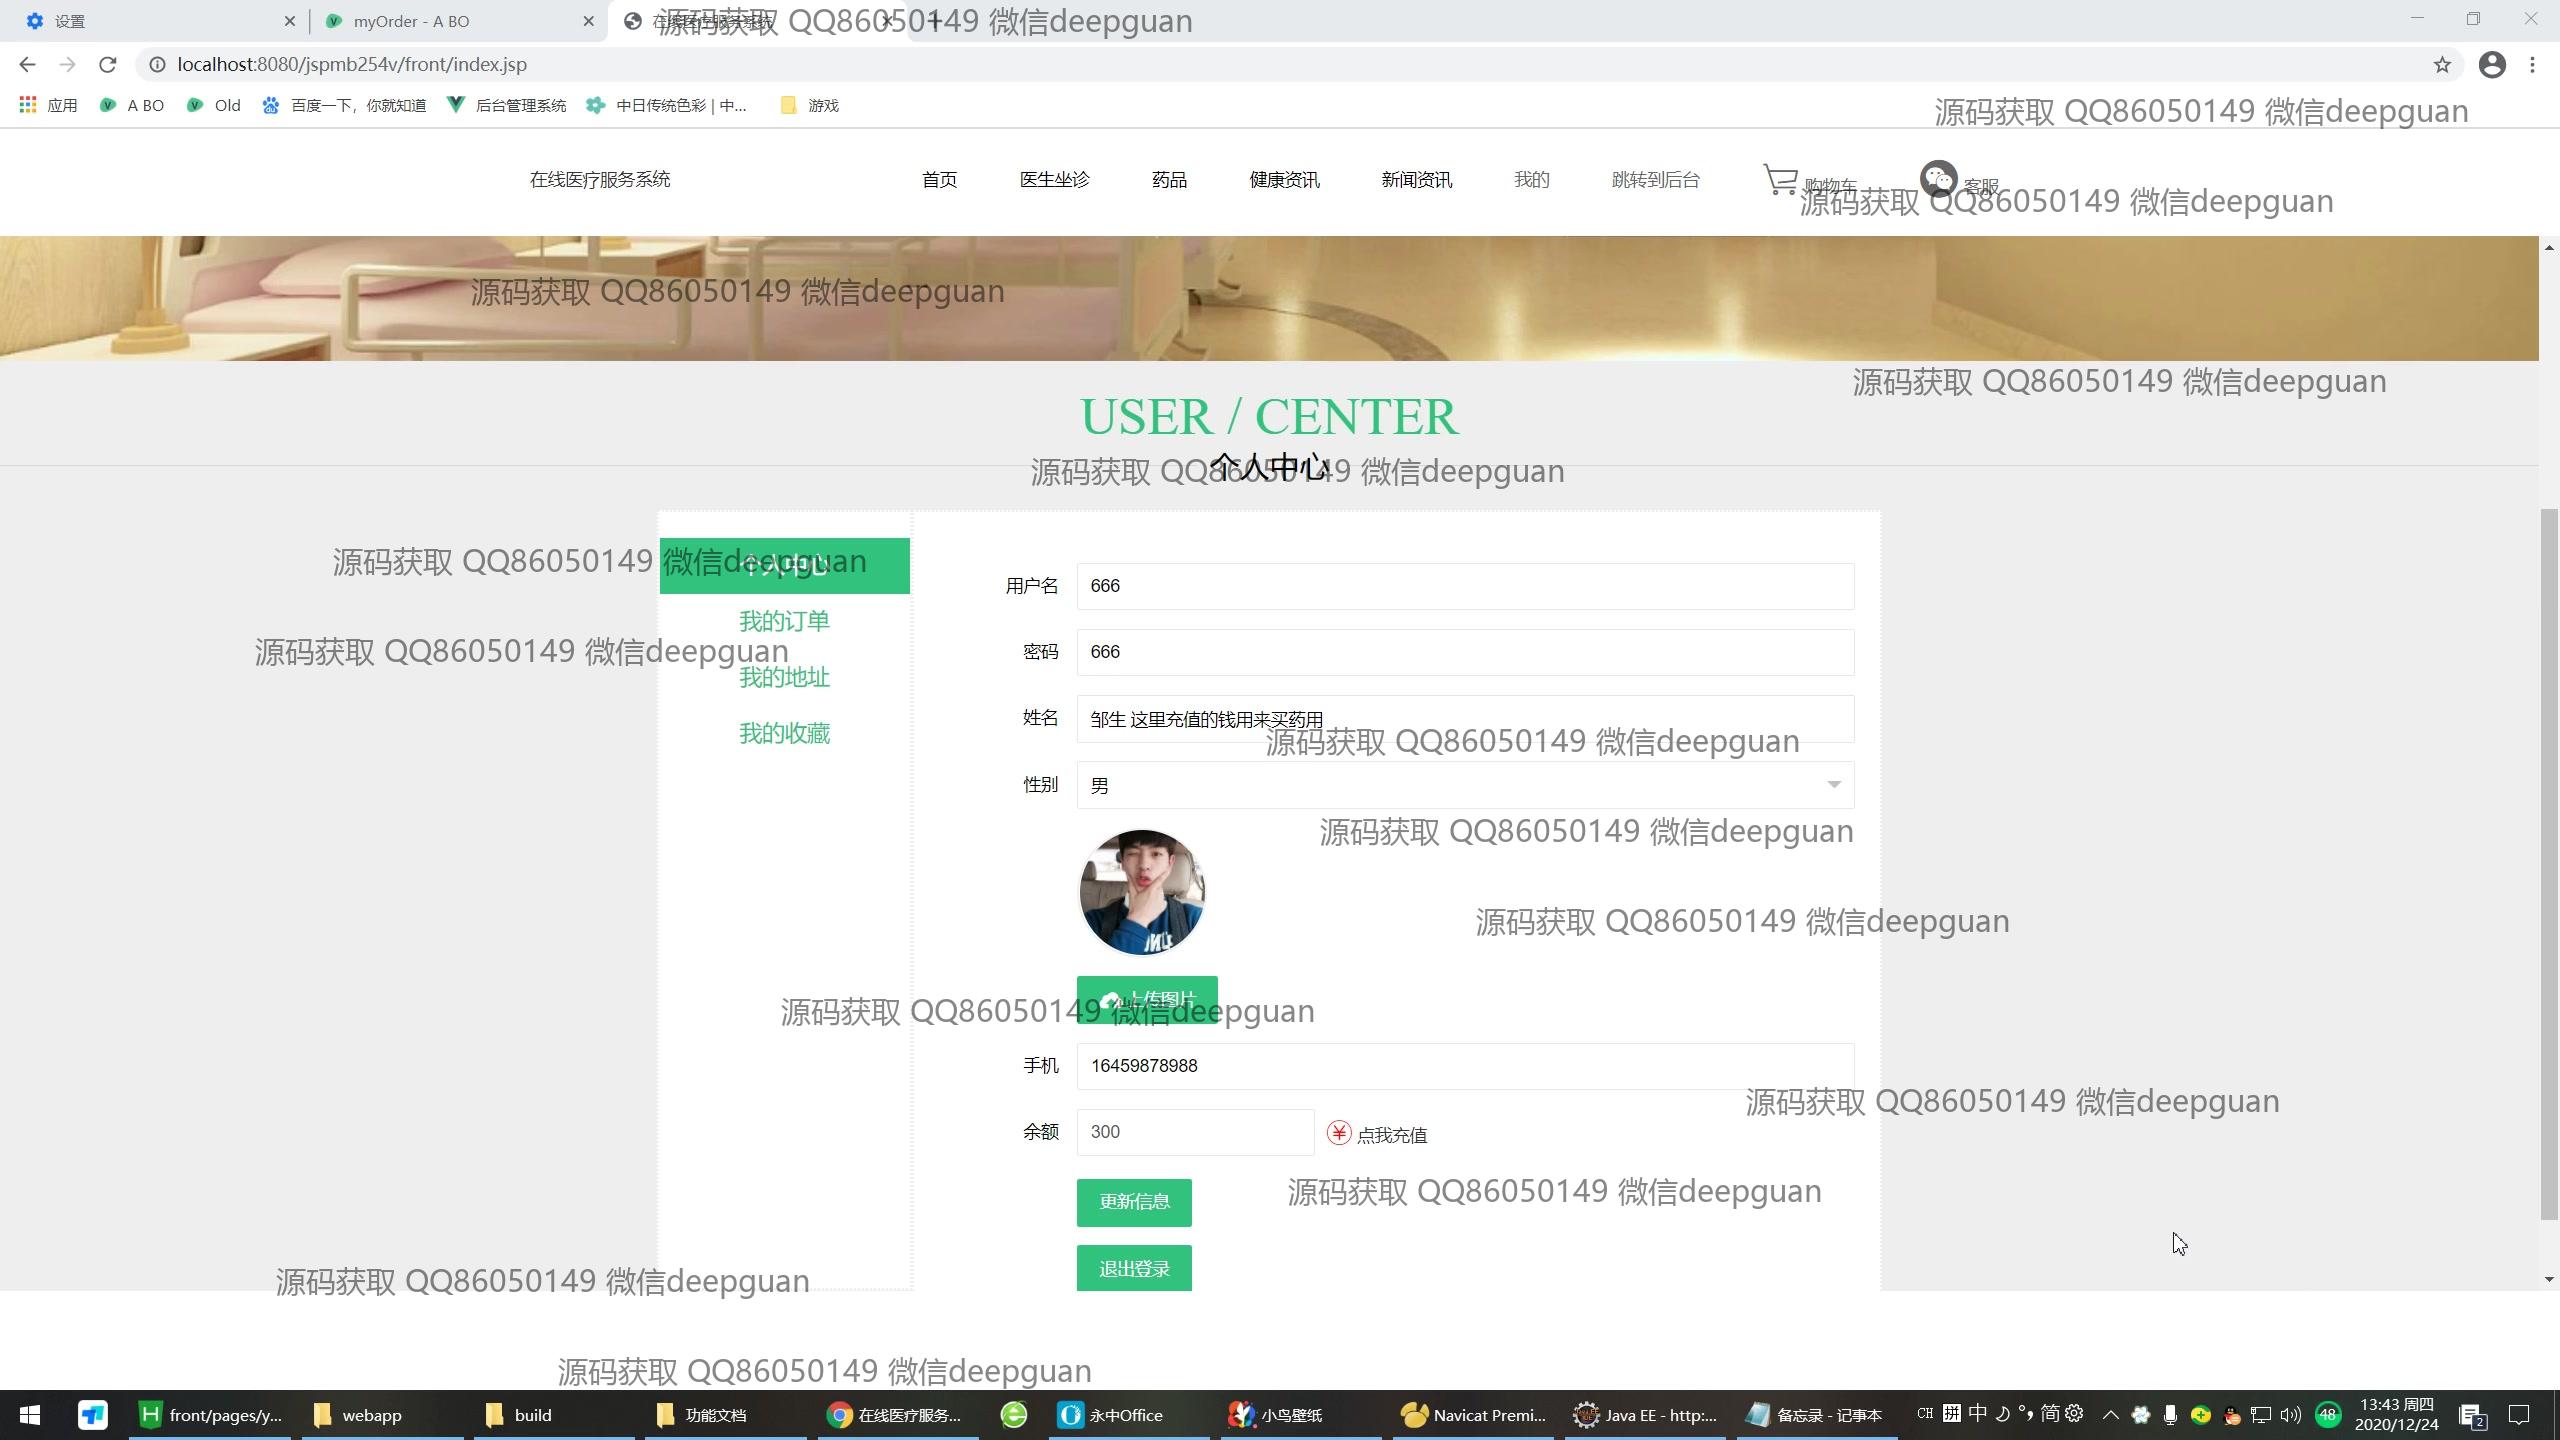 设置
myOrder - A BO
在线医疗服务系统
源码获取 QQ86050149 微信deepguan
localhost:8080/jspmb254v/front/index.jsp
应用
A BO
Old
百度一下，你就知道
后台管理系统
中日传统色彩 | 中...
游戏
源码获取 QQ86050149 微信deepguan
在线医疗服务系统
首页
医生坐诊
药品
健康资讯
新闻资讯
我的
跳转到后台
购物车
客服
源码获取 QQ86050149 微信deepguan
源码获取 QQ86050149 微信deepguan
源码获取 QQ86050149 微信deepguan
USER / CENTER
个人中心
源码获取 QQ86050149 微信deepguan
个人中心
源码获取 QQ86050149 微信deepguan
用户名
666
我的订单
源码获取 QQ86050149 微信deepguan
密码
666
我的地址
姓名
邹生 这里充值的钱用来买药用
我的收藏
源码获取 QQ86050149 微信deepguan
性别
男
源码获取 QQ86050149 微信deepguan
源码获取 QQ86050149 微信deepguan
上传图片
源码获取 QQ86050149 微信deepguan
手机
16459878988
源码获取 QQ86050149 微信deepguan
余额
300
点我充值
更新信息
源码获取 QQ86050149 微信deepguan
退出登录
源码获取 QQ86050149 微信deepguan
源码获取 QQ86050149 微信deepguan
front/pages/y...
webapp
build
功能文档
在线医疗服务...
永中Office
小鸟壁纸
Navicat Premi...
Java EE - http:...
备忘录 - 记事本
CH
拼
中
简
48
13:43 周四
2020/12/24
2